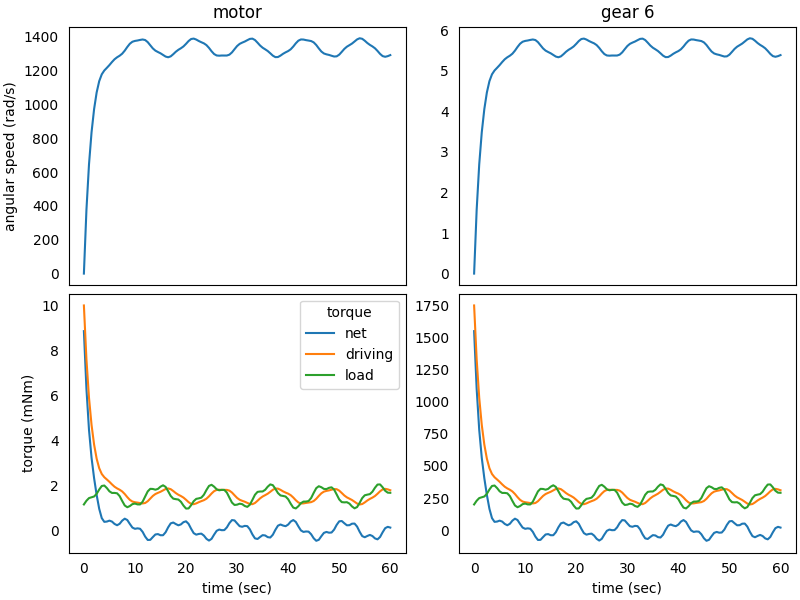 motor
gear 6
angular speed (rad/s)
1400
1200
1000
800
600
400
200
0
6
5
4
3
2
1
0
torque (mNm)
10
8
6
4
2
0
torque
net
driving
load
1750
1500
1250
1000
750
500
250
0
0 10 20 30 40 50 60
time (sec)
0 10 20 30 40 50 60
time (sec)